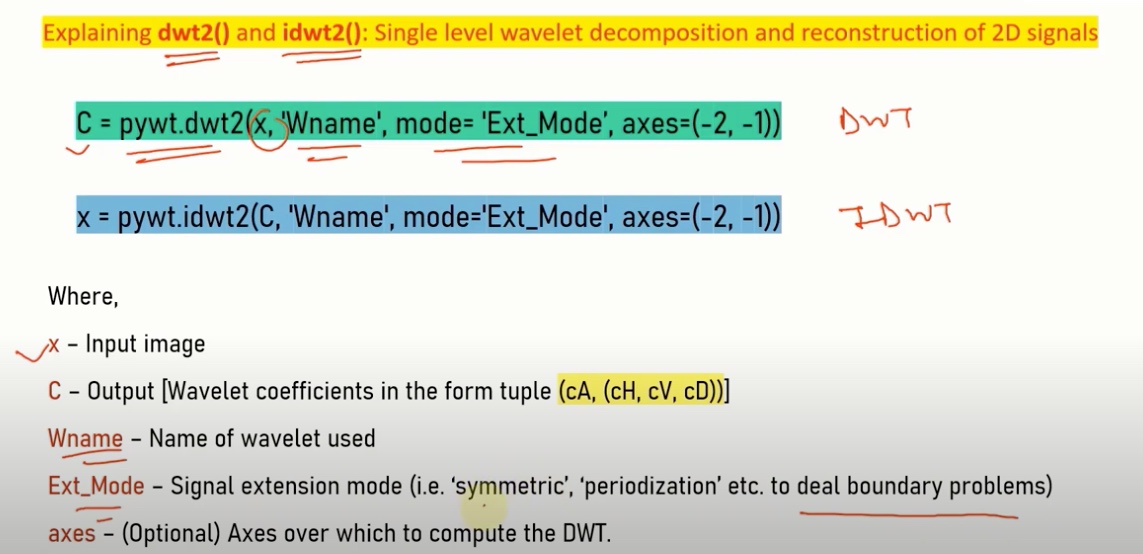 Explaining dwt2() and idwt2(): Single level wavelet decomposition and reconstruction of 2D signals
C = pywt.dwt2(x, 'Wname', mode= 'Ext_Mode', axes=(-2, -1)) DWT
x = pywt.idwt2(C, 'Wname', mode='Ext_Mode', axes=(-2, -1)) IDWT
Where,
x – Input image
C – Output [Wavelet coefficients in the form tuple (cA, (cH, cV, cD))]
Wname – Name of wavelet used
Ext_Mode – Signal extension mode (i.e. 'symmetric', 'periodization' etc. to deal boundary problems)
axes – (Optional) Axes over which to compute the DWT.